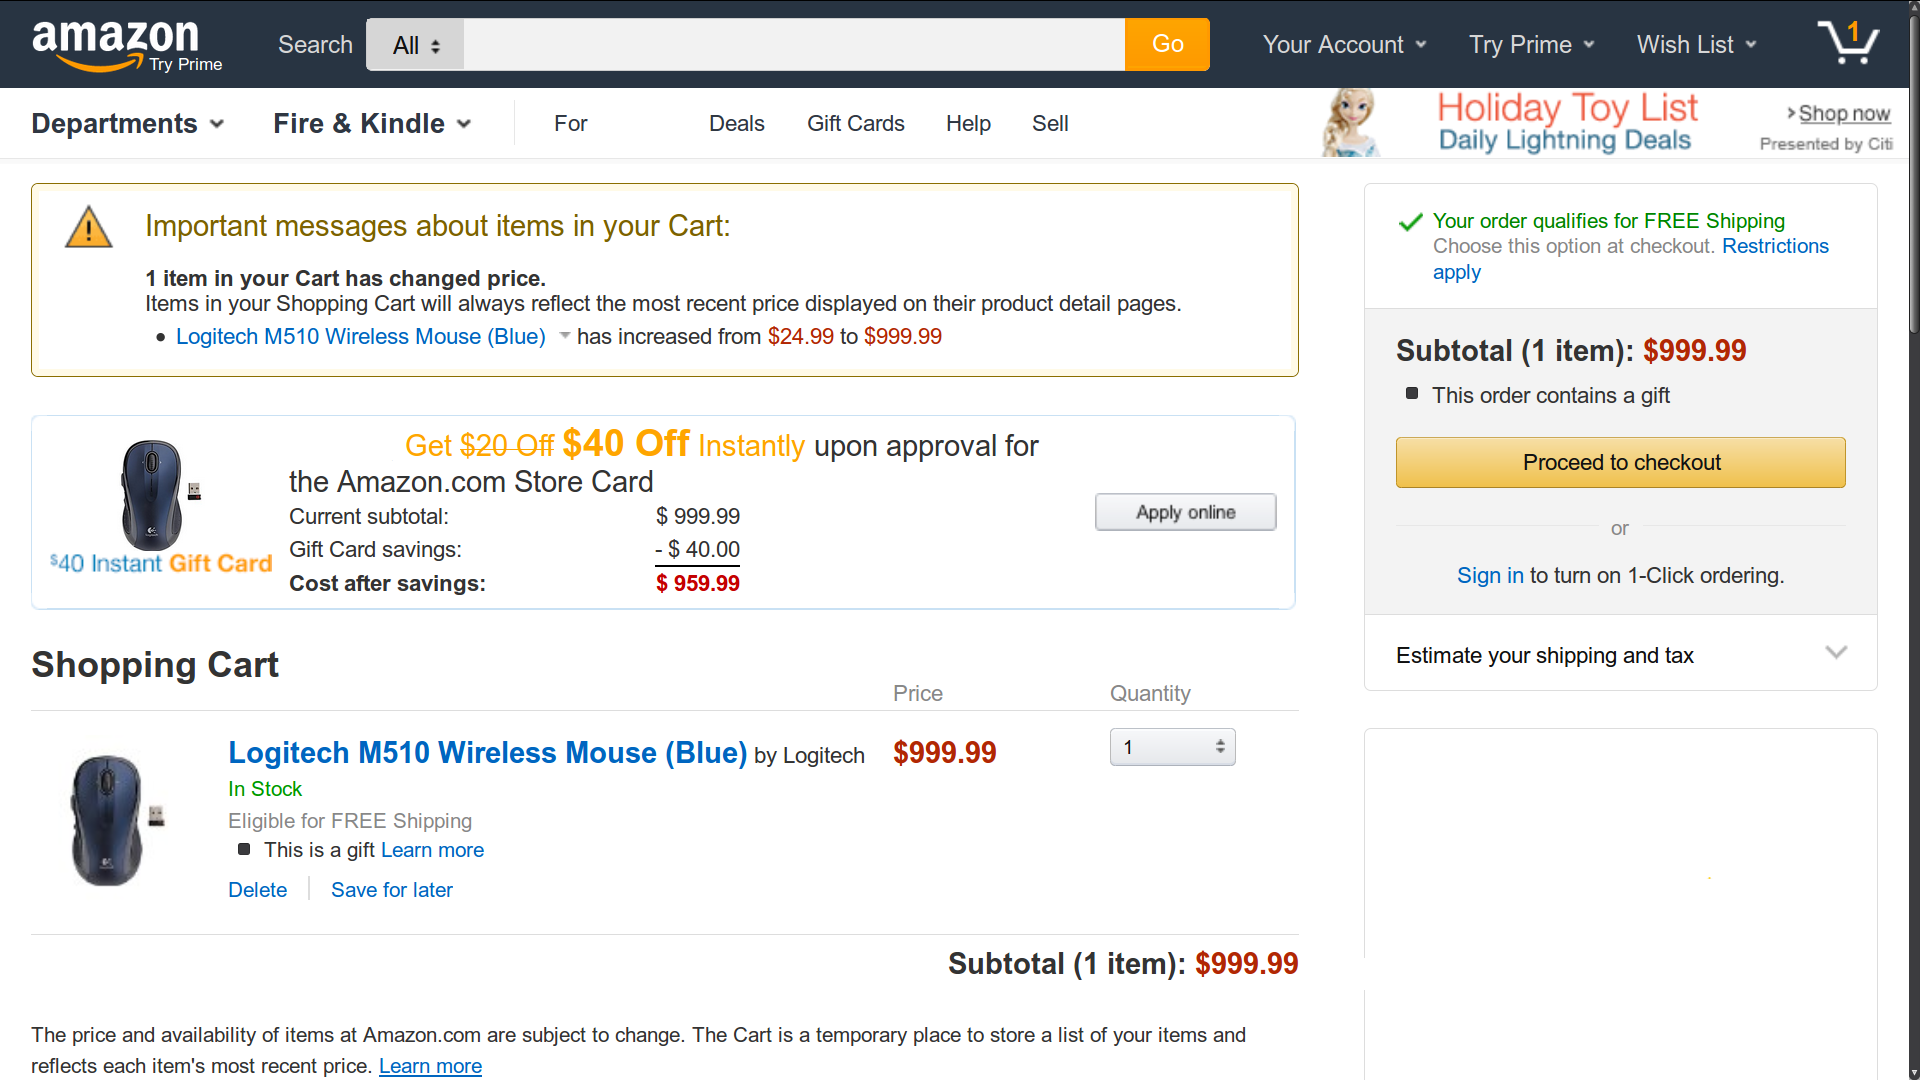 amazon
Try Prime
Search
All
Go
Your Account
Try Prime
Wish List
1
Departments
Fire & Kindle
For
Deals
Gift Cards
Help
Sell
Holiday Toy List
Daily Lightning Deals
Shop now
Presented by Citi
Important messages about items in your Cart:
1 item in your Cart has changed price.
Items in your Shopping Cart will always reflect the most recent price displayed on their product detail pages.
Logitech M510 Wireless Mouse (Blue) has increased from $24.99 to $999.99
Your order qualifies for FREE Shipping
Choose this option at checkout. Restrictions
apply
Subtotal (1 item): $999.99
This order contains a gift
Proceed to checkout
or
Sign in to turn on 1-Click ordering.
Estimate your shipping and tax
$40 Instant Gift Card
Get $20 Off $40 Off Instantly upon approval for
the Amazon.com Store Card
Current subtotal: $ 999.99
Gift Card savings: - $ 40.00
Cost after savings: $ 959.99
Apply online
Shopping Cart
Price
Quantity
Logitech M510 Wireless Mouse (Blue) by Logitech
$999.99
1
In Stock
Eligible for FREE Shipping
This is a gift Learn more
Delete
Save for later
Subtotal (1 item): $999.99
The price and availability of items at Amazon.com are subject to change. The Cart is a temporary place to store a list of your items and
reflects each item's most recent price. Learn more